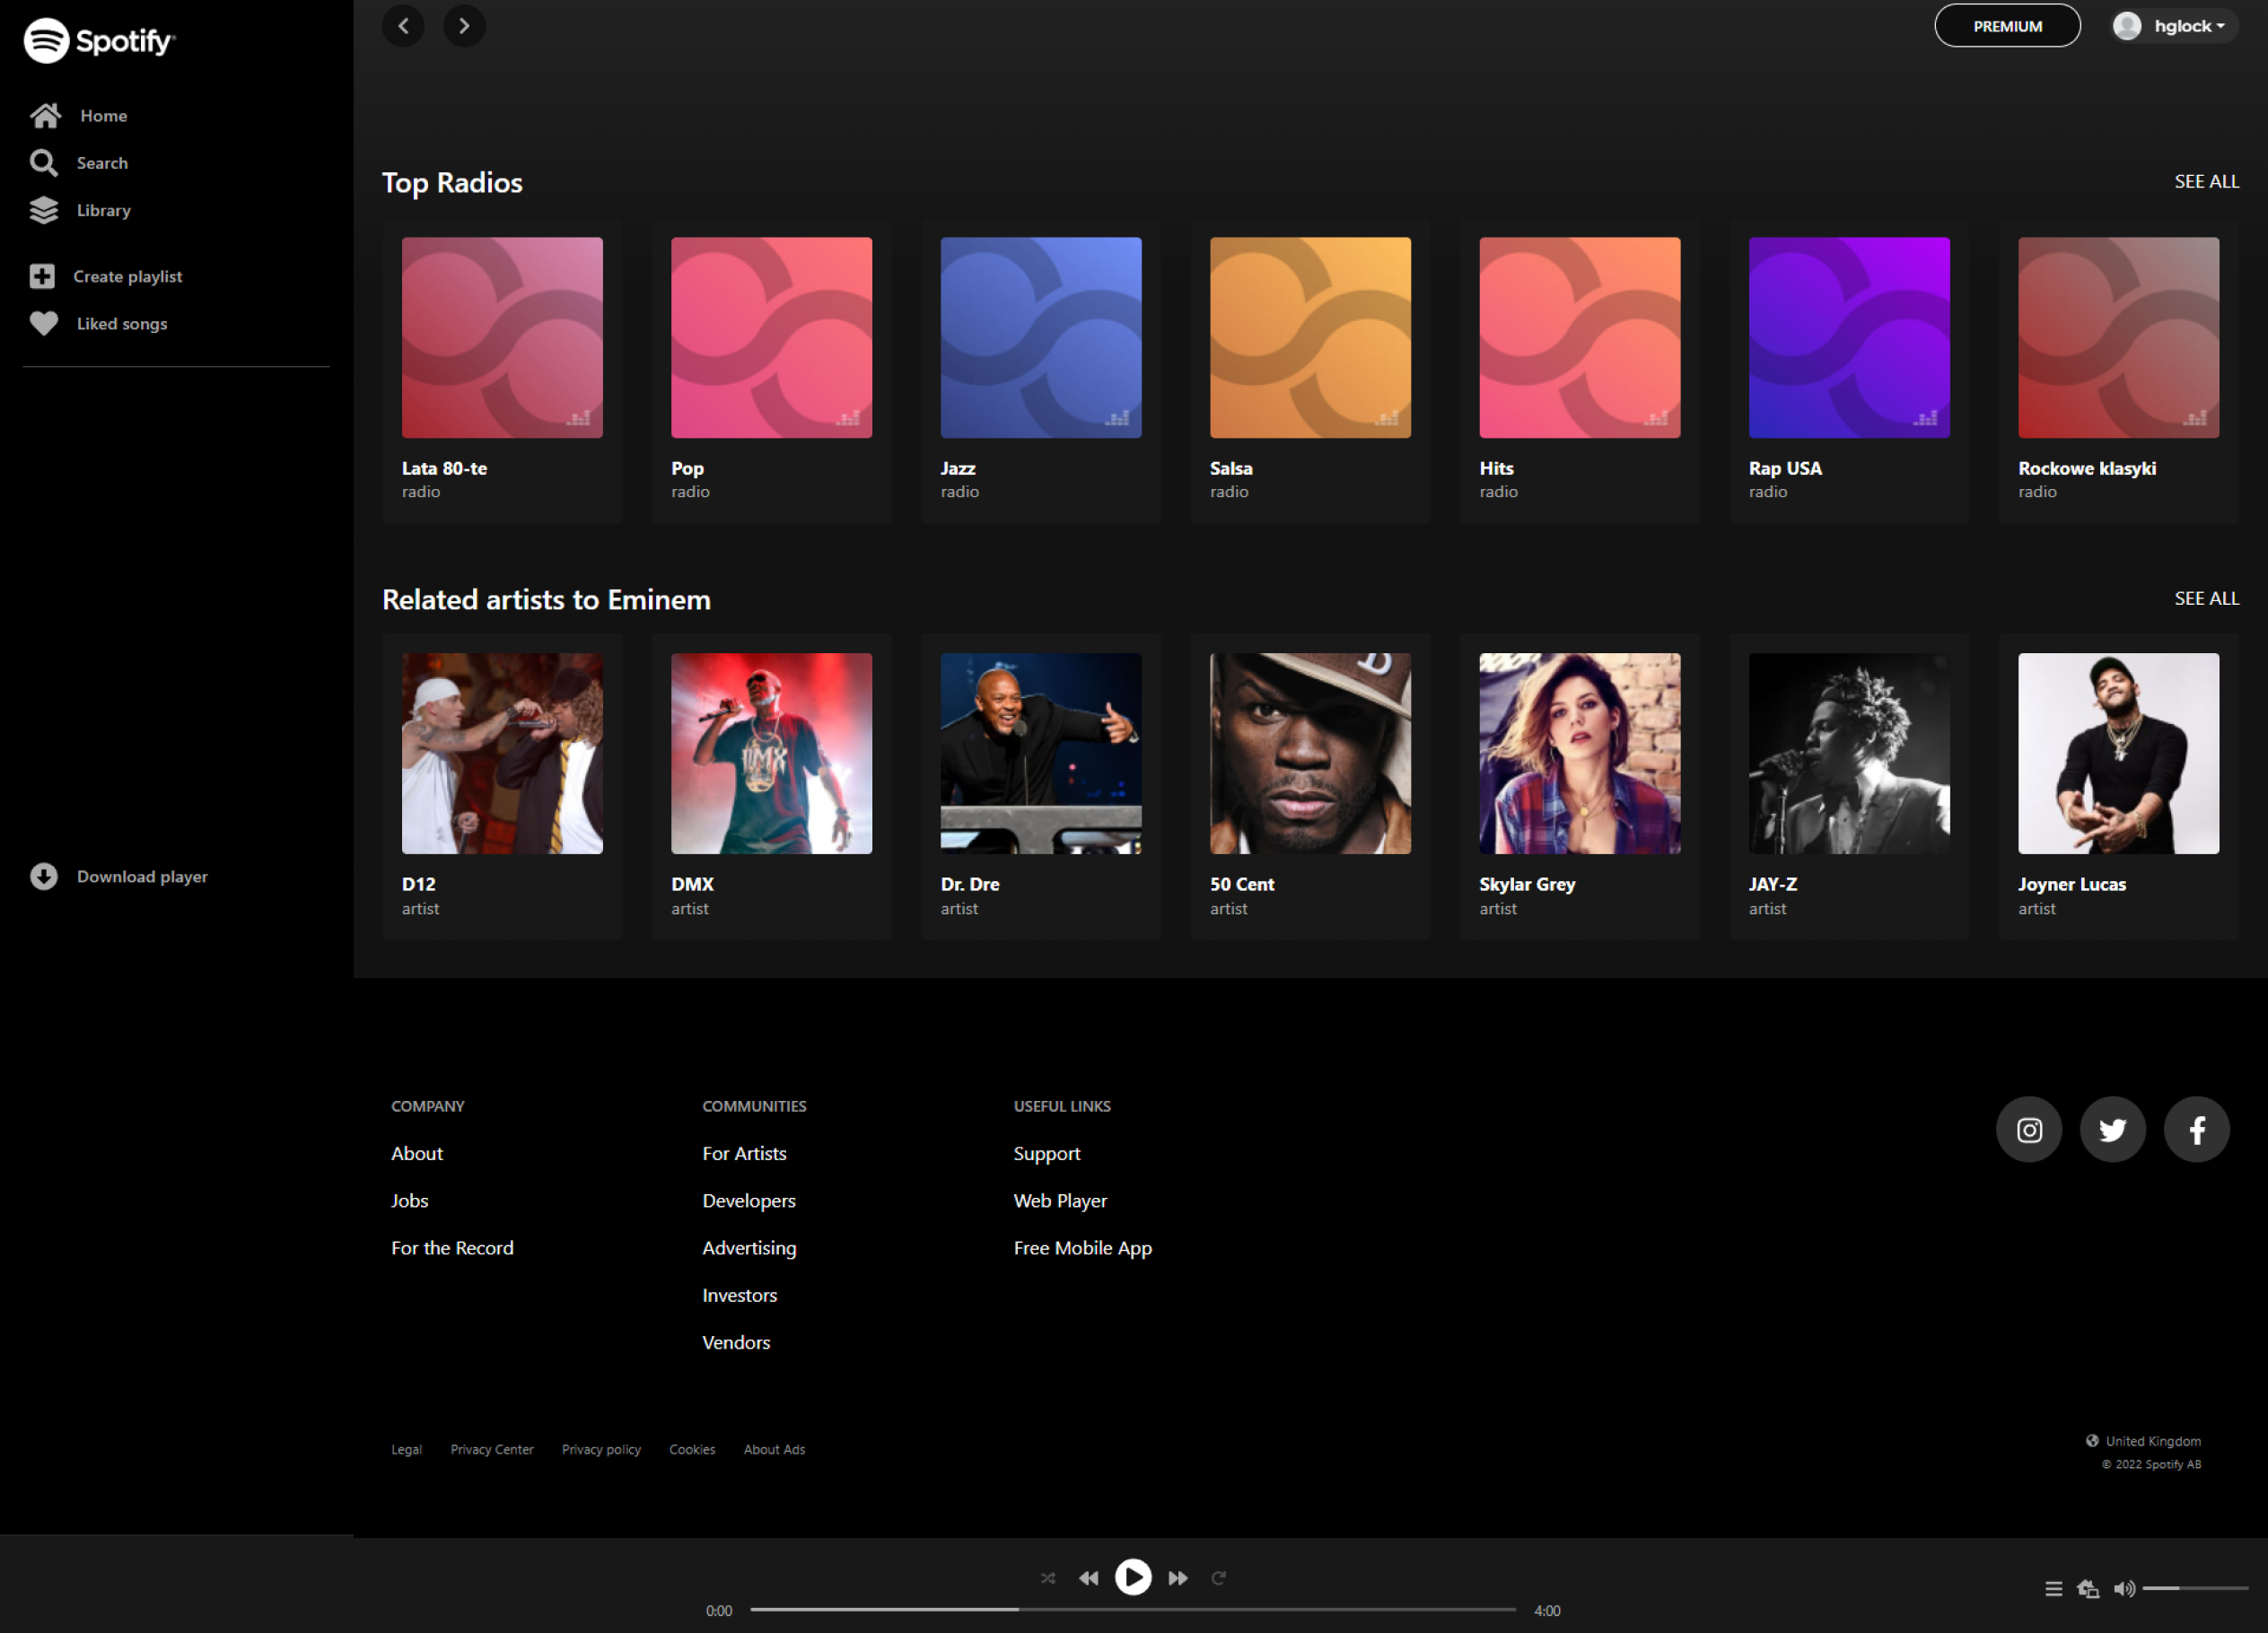 Spotify
Home
Search
Library
Create playlist
Liked songs
Download player
PREMIUM
hglock
Top Radios
SEE ALL
Lata 80-te
radio
Pop
radio
Jazz
radio
Salsa
radio
Hits
radio
Rap USA
radio
Rockowe klasyki
radio
Related artists to Eminem
SEE ALL
DMX
D
D12
artist
DMX
artist
Dr. Dre
artist
50 Cent
artist
Skylar Grey
artist
JAY-Z
artist
Joyner Lucas
artist
COMPANY
About
Jobs
For the Record
COMMUNITIES
For Artists
Developers
Advertising
Investors
Vendors
USEFUL LINKS
Support
Web Player
Free Mobile App
Legal
Privacy Center
Privacy policy
Cookies
About Ads
United Kingdom
© 2022 Spotify AB
0:00
4:00